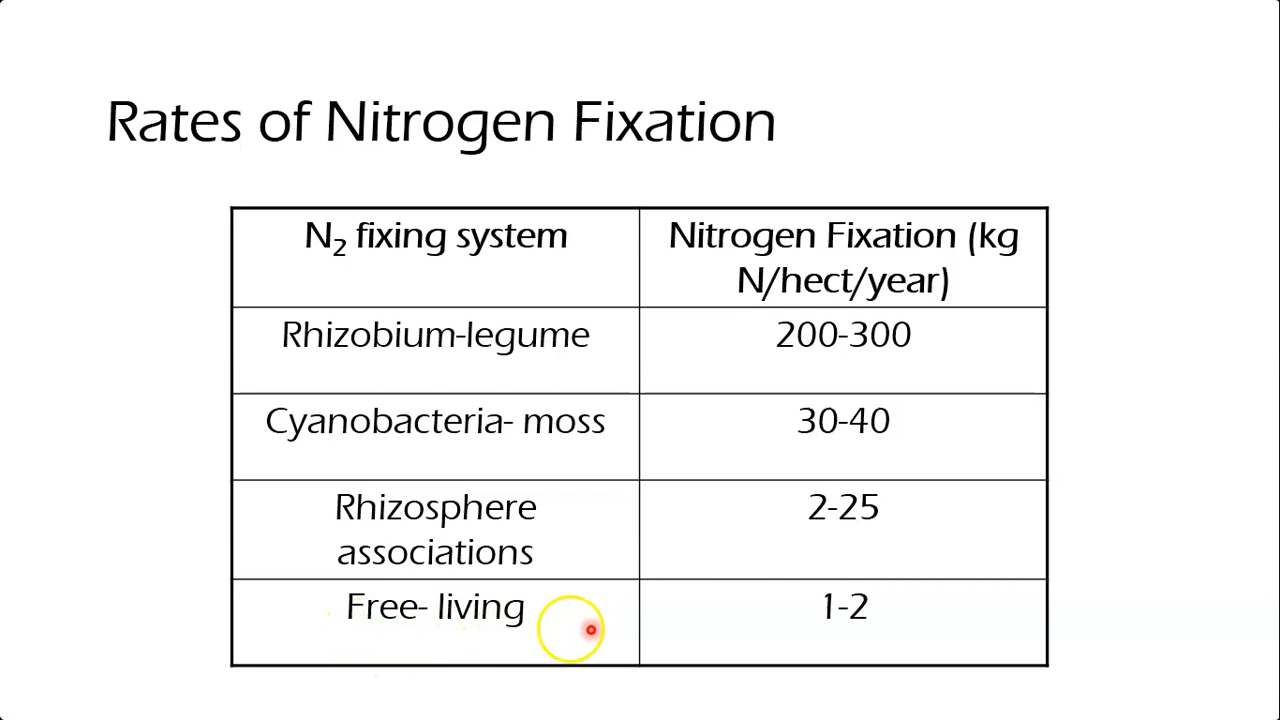 Rates of Nitrogen Fixation
N₂ fixing system
Nitrogen Fixation (kg
N/hect/year)
Rhizobium-legume
200-300
Cyanobacteria- moss
30-40
Rhizosphere
associations
2-25
Free- living
1-2